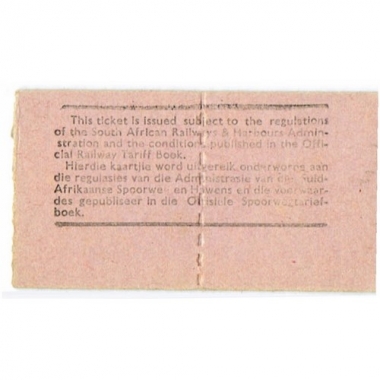 This ticket is issued subject to the regulations
of the South African Railways & Harbours Admin-
istration and the conditions published in the Offi-
cial Railway Tariff Book.
Hierdie kaartjie word uitgereik onderworpe aan
die regulasies van die Administrasie van die Suid-
Afrikaanse Spoorweë en Hawens en die voorwaar-
des gepubliseer in die Offisiële Spoorwegtarief-
boek.